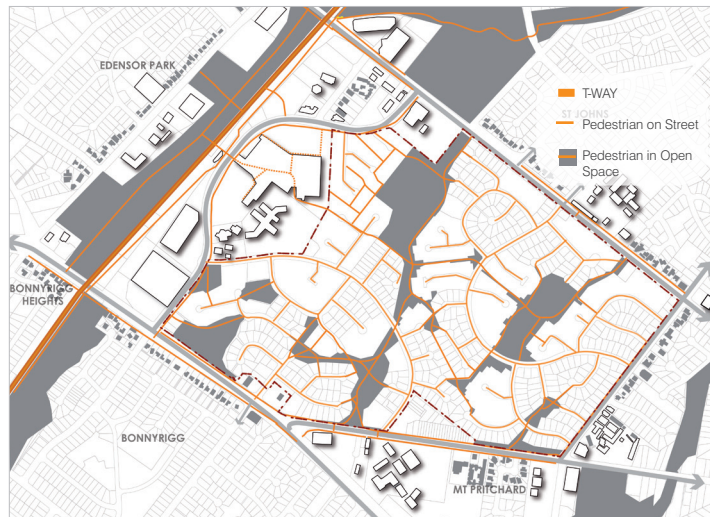 EDENSOR PARK
T-WAY
ST JOHNS
Pedestrian on Street
Pedestrian in Open
Space
BONNYRIGG
HEIGHTS
BONNYRIGG
MT PRITCHARD